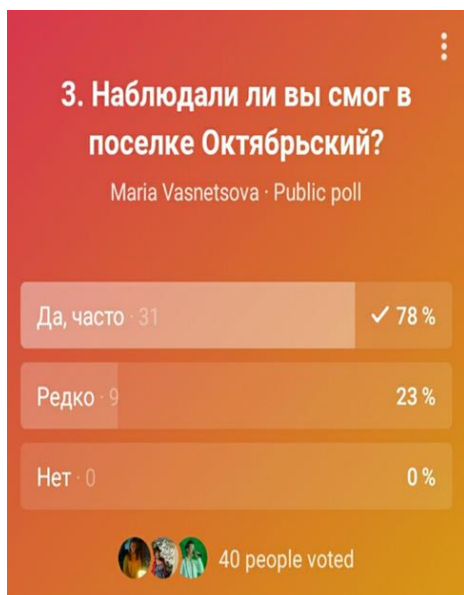 3. Наблюдали ли вы смог в
поселке Октябрьский?
Maria Vasnetsova · Public poll
Да, часто · 31 78 %
Редко · 9 23 %
Нет · 0 0 %
40 people voted